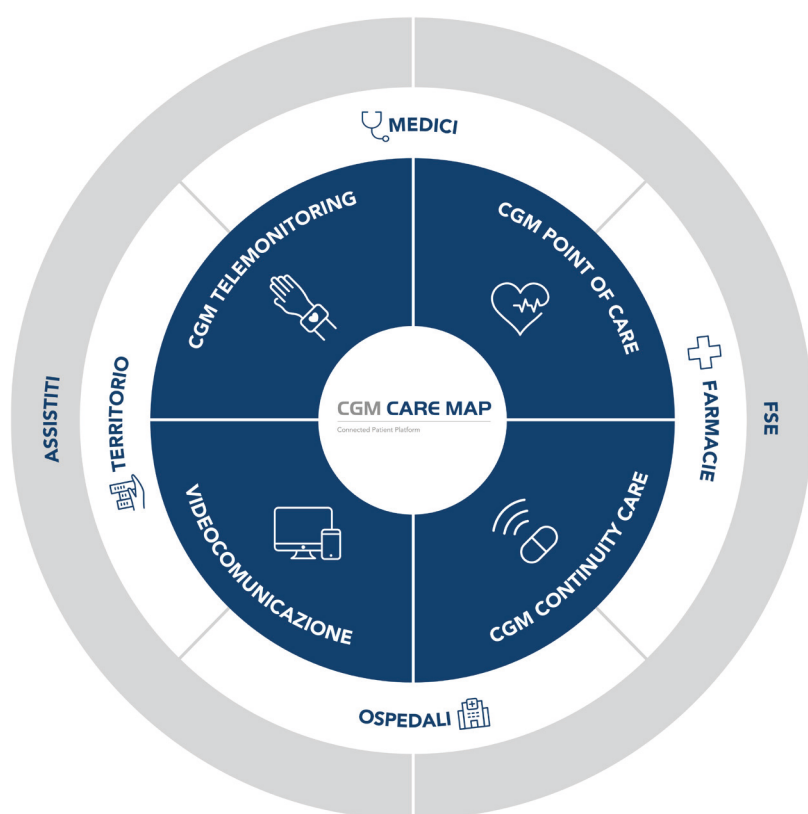 MEDICI
CGM TELEMONITORING
CGM POINT OF CARE
ASSISTITI
TERRITORIO
CGM CARE MAP
Connected Patient Platform
FARMACIE
FSE
VIDEOCOMUNICAZIONE
CGM CONTINUITY CARE
OSPEDALI